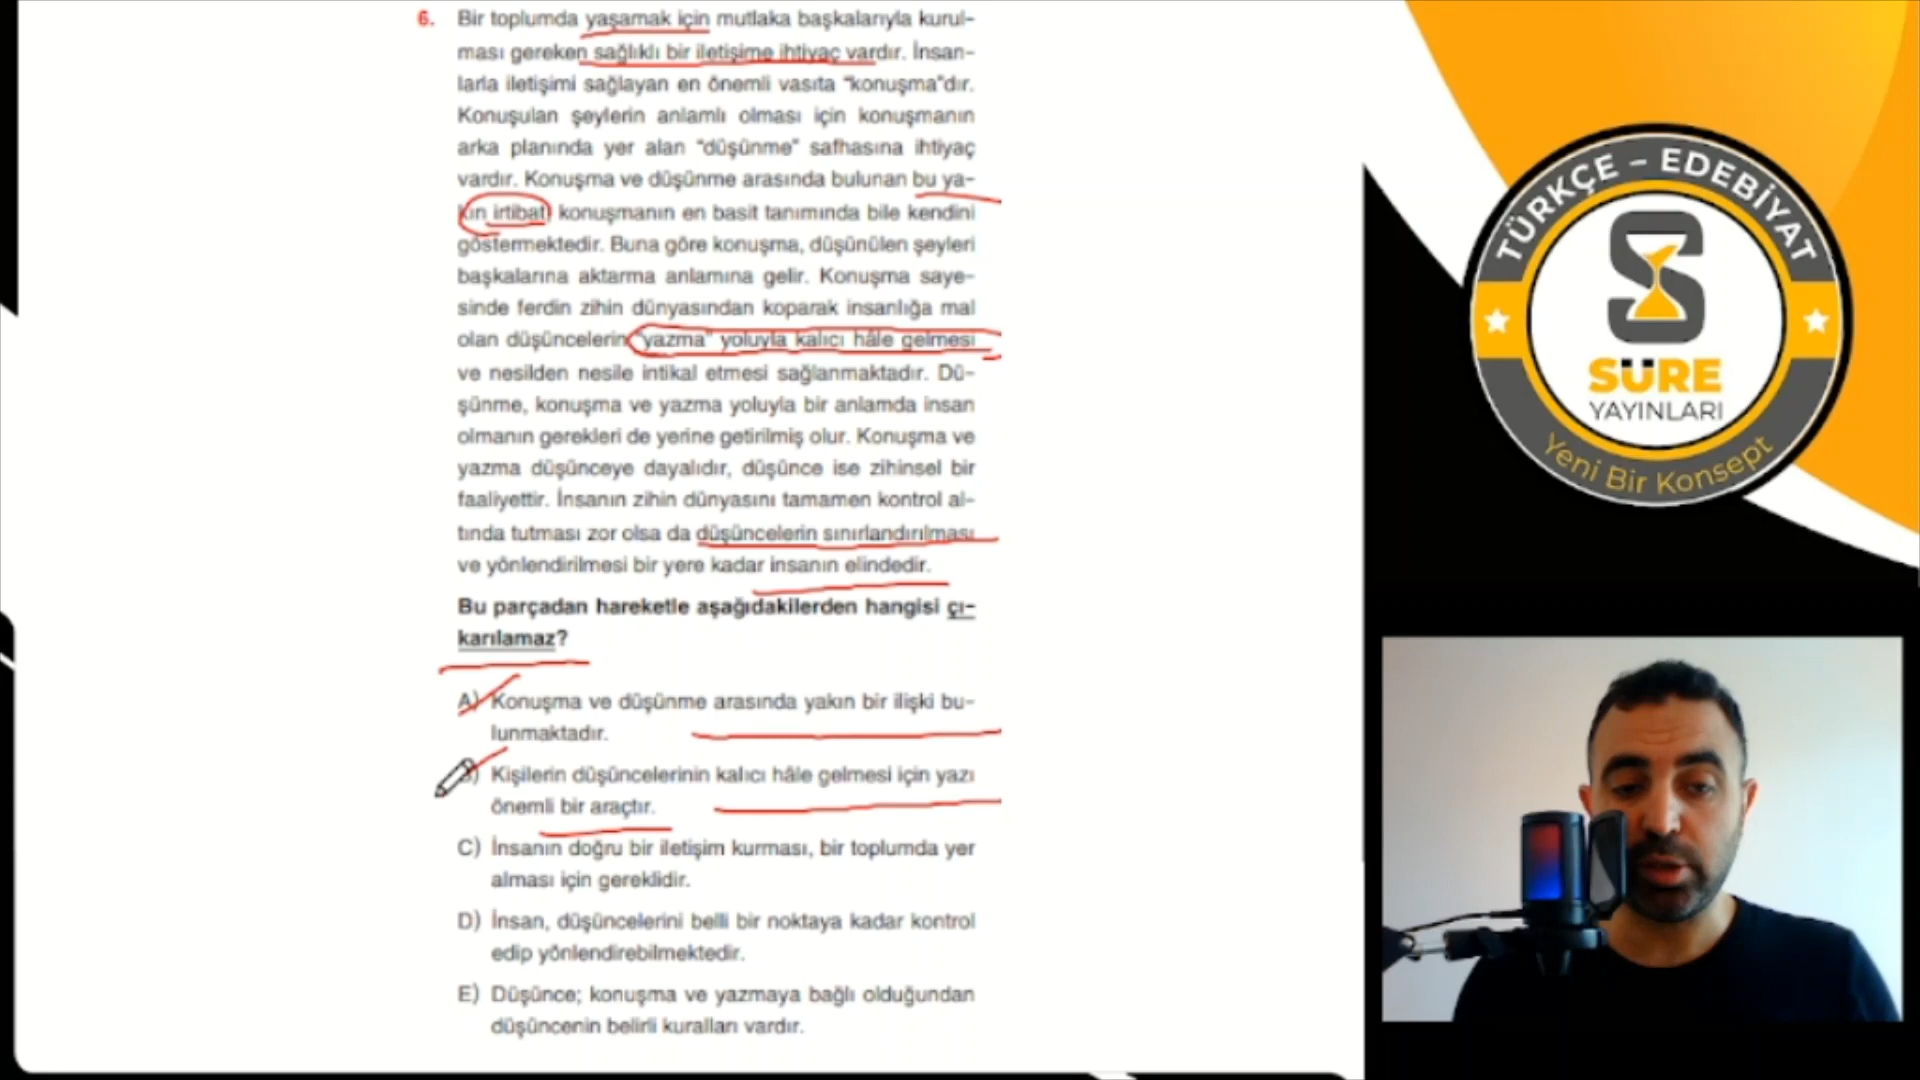 6. Bir toplumda yaşamak için mutlaka başkalarıyla kurul-
ması gereken sağlıklı bir iletişime ihtiyaç vardır. İnsan-
larla iletişimi sağlayan en önemli vasıta “konuşma”dır.
Konuşulan şeylerin anlamlı olması için konuşmanın
arka planında yer alan “düşünme” safhasına ihtiyaç
vardır. Konuşma ve düşünme arasında bulunan bu ya-
kın irtibat konuşmanın en basit tanımında bile kendini
göstermektedir. Buna göre konuşma, düşünülen şeyleri
başkalarına aktarma anlamına gelir. Konuşma saye-
sinde ferdin zihin dünyasından koparak insanlığa mal
olan düşüncelerin “yazma” yoluyla kalıcı hâle gelmesi
ve nesilden nesile intikal etmesi sağlanmaktadır. Dü-
şünme, konuşma ve yazma yoluyla bir anlamda insan
olmanın gerekleri de yerine getirilmiş olur. Konuşma ve
yazma düşünceye dayalıdır, düşünce ise zihinsel bir
faaliyettir. İnsanın zihin dünyasını tamamen kontrol al-
tında tutması zor olsa da düşüncelerin sınırlandırılması
ve yönlendirilmesi bir yere kadar insanın elindedir.
Bu parçadan hareketle aşağıdakilerden hangisi çı-
karılamaz?
A) Konuşma ve düşünme arasında yakın bir ilişki bu-
lunmaktadır.
B) Kişilerin düşüncelerinin kalıcı hâle gelmesi için yazı
önemli bir araçtır.
C) İnsanın doğru bir iletişim kurması, bir toplumda yer
alması için gereklidir.
D) İnsan, düşüncelerini belli bir noktaya kadar kontrol
edip yönlendirebilmektedir.
E) Düşünce; konuşma ve yazmaya bağlı olduğundan
düşüncenin belirli kuralları vardır.
TÜRKÇE – EDEBİYAT
SÜRE
YAYINLARI
Yeni Bir Konsept